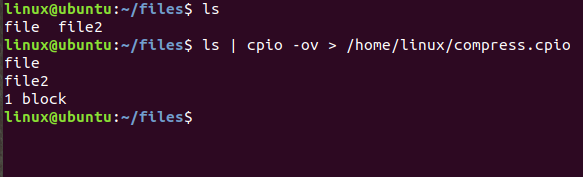 linux@ubuntu:~/files$ ls
file  file2
linux@ubuntu:~/files$ ls | cpio -ov > /home/linux/compress.cpio
file
file2
1 block
linux@ubuntu:~/files$